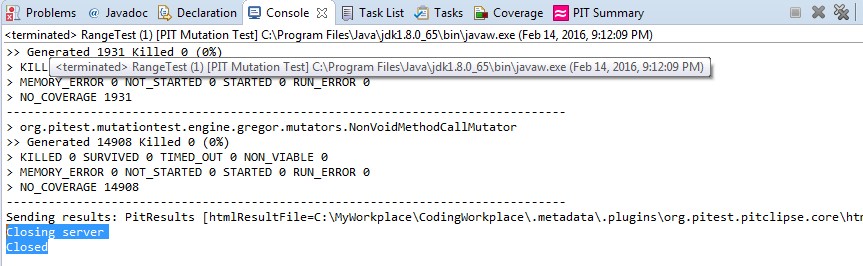 Problems @ Javadoc Declaration Console Task List Tasks Coverage PIT Summary
<terminated> RangeTest (1) [PIT Mutation Test] C:\Program Files\Java\jdk1.8.0_65\bin\javaw.exe (Feb 14, 2016, 9:12:09 PM)
>> Generated 1931 Killed 0 (0%)
> KILL
<terminated> RangeTest (1) [PIT Mutation Test] C:\Program Files\Java\jdk1.8.0_65\bin\javaw.exe (Feb 14, 2016, 9:12:09 PM)
> MEMORY_ERROR 0 NOT_STARTED 0 STARTED 0 RUN_ERROR 0
> NO_COVERAGE 1931
--------------------------------------------------------------------------------
> org.pitest.mutationtest.engine.gregor.mutators.NonVoidMethodCallMutator
>> Generated 14908 Killed 0 (0%)
> KILLED 0 SURVIVED 0 TIMED_OUT 0 NON_VIABLE 0
> MEMORY_ERROR 0 NOT_STARTED 0 STARTED 0 RUN_ERROR 0
> NO_COVERAGE 14908
--------------------------------------------------------------------------------
Sending results: PitResults [htmlResultFile=C:\MyWorkplace\CodingWorkplace\.metadata\.plugins\org.pitest.pitclipse.core\htm
Closing server
Closed